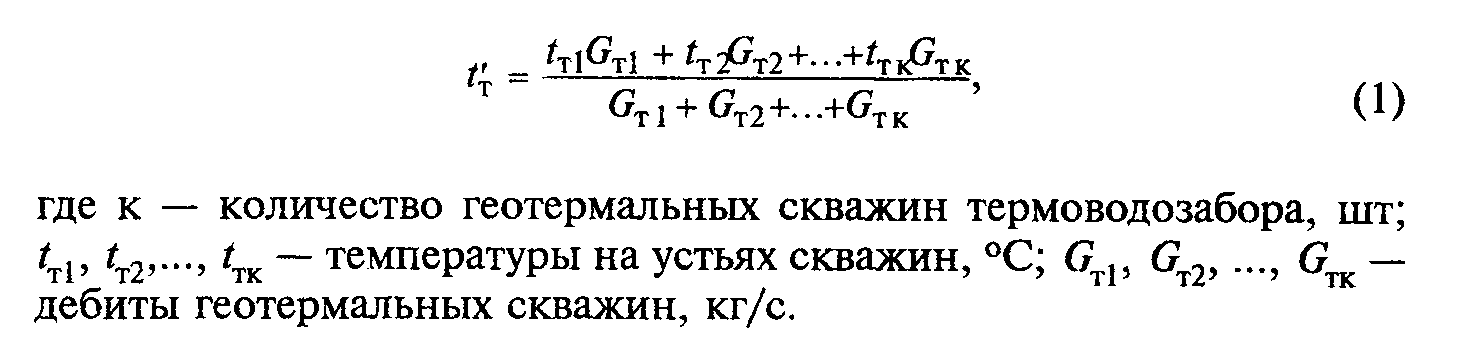 t'т = (tт1Gт1 + tт2Gт2+...+tткGтк) / (Gт1 + Gт2+...+Gтк), (1)
где к — количество геотермальных скважин термоводозабора, шт;
tт1, tт2,..., tтк — температуры на устьях скважин, °С; Gт1, Gт2, ..., Gтк —
дебиты геотермальных скважин, кг/с.